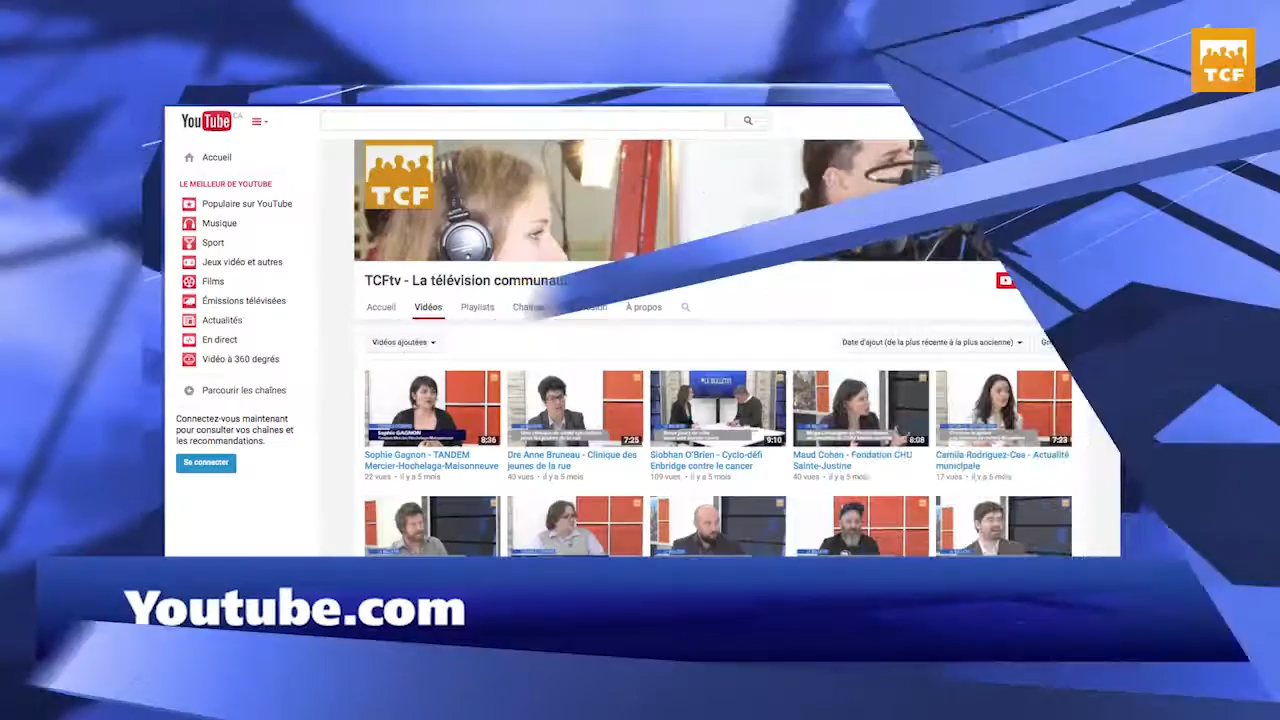 TCF
YouTube CA
Accueil
LE MEILLEUR DE YOUTUBE
Populaire sur YouTube
Musique
Sport
Jeux vidéo et autres
Films
Émissions télévisées
Actualités
En direct
Vidéo à 360 degrés
Parcourir les chaînes
Connectez-vous maintenant
pour consulter vos chaînes et
les recommandations.
Se connecter
TCF
TCFtv - La télévision
Accueil Vidéos Playlists À propos
Vidéos ajoutées Date d'ajout (de la plus récente à la plus ancienne)
LE BULLETIN
Sophie GAGNON
8:36 7:25 9:10 8:08 7:23
Sophie Gagnon - TANDEM Dre Anne Bruneau - Clinique des Siobhan O'Brien - Cyclo-défi Maud Cohen - Fondation CHU Camila Rodriguez-Cea - Actualité
Mercier-Hochelaga-Maisonneuve jeunes de la rue Enbridge contre le cancer Sainte-Justine municipale
22 vues • il y a 5 mois 40 vues • il y a 5 mois 109 vues • il y a 5 mois 40 vues • il y a 5 mois 17 vues • il y a 6 mois
Youtube.com